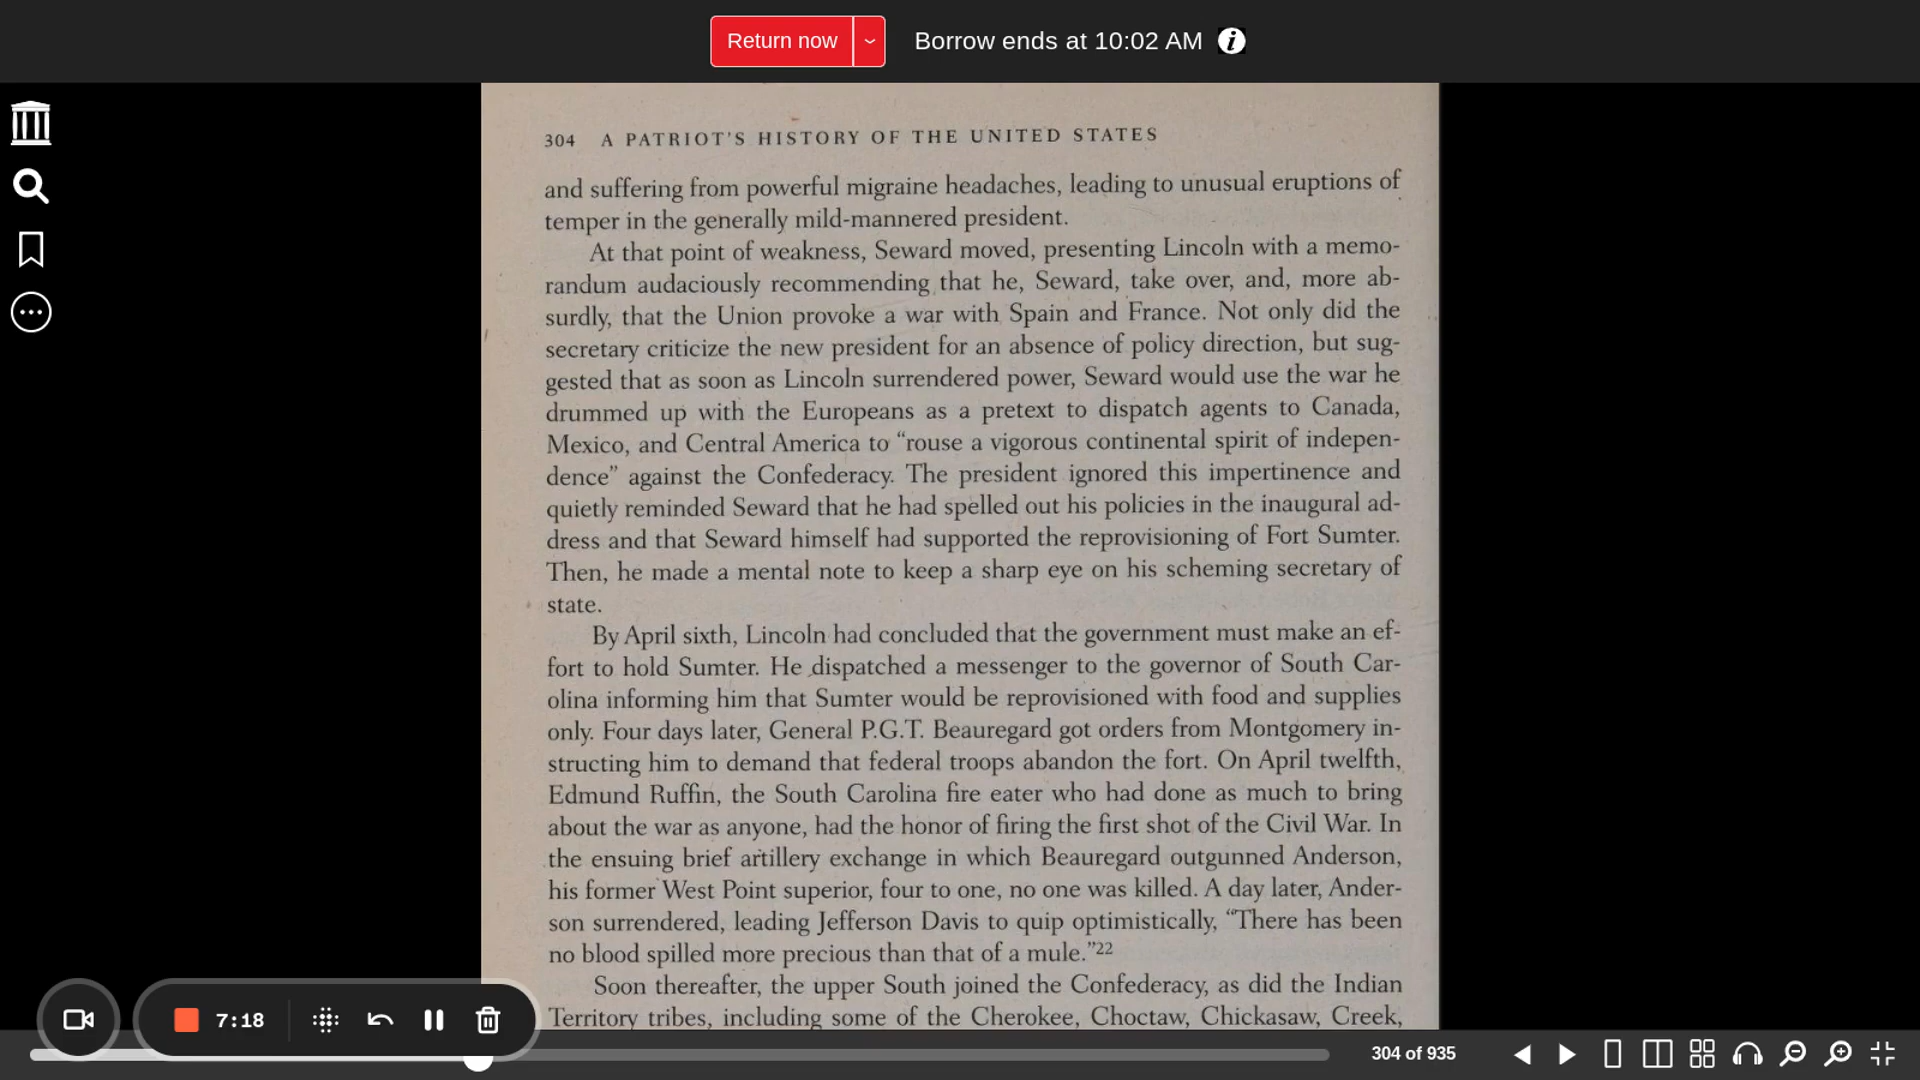 Return now
Borrow ends at 10:02 AM
304 A PATRIOT'S HISTORY OF THE UNITED STATES
and suffering from powerful migraine headaches, leading to unusual eruptions of
temper in the generally mild-mannered president.
At that point of weakness, Seward moved, presenting Lincoln with a memo-
randum audaciously recommending that he, Seward, take over, and, more ab-
surdly, that the Union provoke a war with Spain and France. Not only did the
secretary criticize the new president for an absence of policy direction, but sug-
gested that as soon as Lincoln surrendered power, Seward would use the war he
drummed up with the Europeans as a pretext to dispatch agents to Canada,
Mexico, and Central America to “rouse a vigorous continental spirit of indepen-
dence” against the Confederacy. The president ignored this impertinence and
quietly reminded Seward that he had spelled out his policies in the inaugural ad-
dress and that Seward himself had supported the reprovisioning of Fort Sumter.
Then, he made a mental note to keep a sharp eye on his scheming secretary of
state.
By April sixth, Lincoln had concluded that the government must make an ef-
fort to hold Sumter. He dispatched a messenger to the governor of South Car-
olina informing him that Sumter would be reprovisioned with food and supplies
only. Four days later, General P.G.T. Beauregard got orders from Montgomery in-
structing him to demand that federal troops abandon the fort. On April twelfth,
Edmund Ruffin, the South Carolina fire eater who had done as much to bring
about the war as anyone, had the honor of firing the first shot of the Civil War. In
the ensuing brief artillery exchange in which Beauregard outgunned Anderson,
his former West Point superior, four to one, no one was killed. A day later, Ander-
son surrendered, leading Jefferson Davis to quip optimistically, “There has been
no blood spilled more precious than that of a mule.”22
Soon thereafter, the upper South joined the Confederacy, as did the Indian
Territory tribes, including some of the Cherokee, Choctaw, Chickasaw, Creek,
7:18
304 of 935